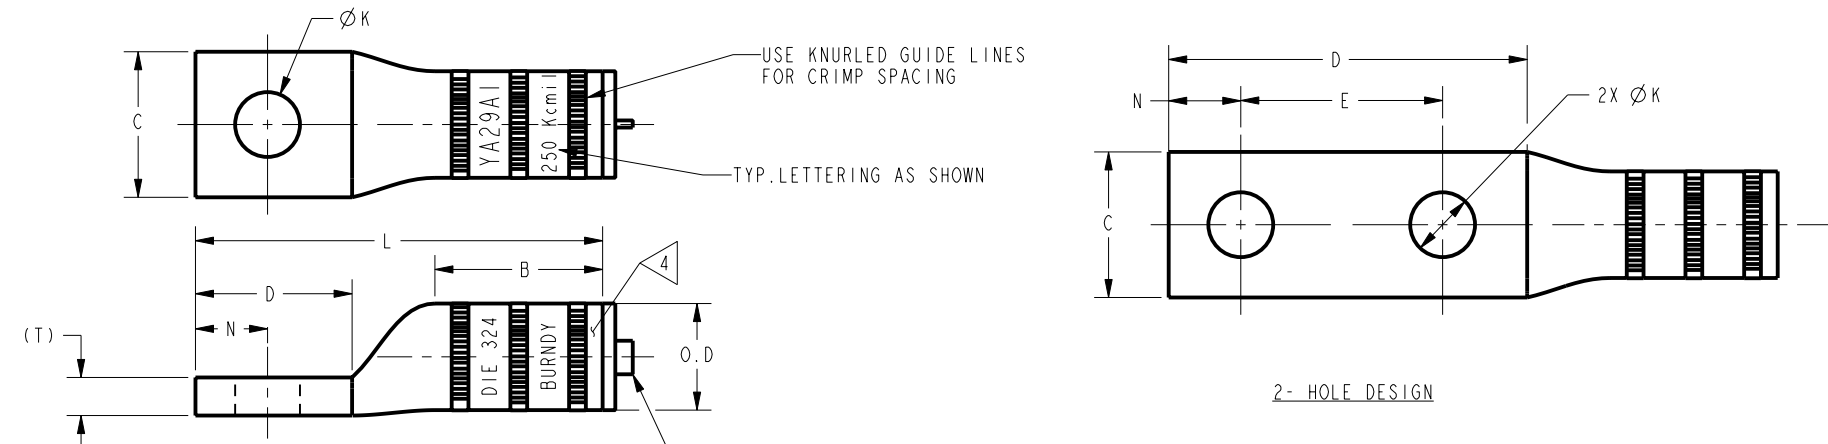 ØK
USE KNURLED GUIDE LINES
FOR CRIMP SPACING
C
YA29A1
250 Kcmil
TYP.LETTERING AS SHOWN
L
B
4
D
N
(T)
DIE 324
BURNDY
O.D
D
N
E
2X ØK
C
2- HOLE DESIGN